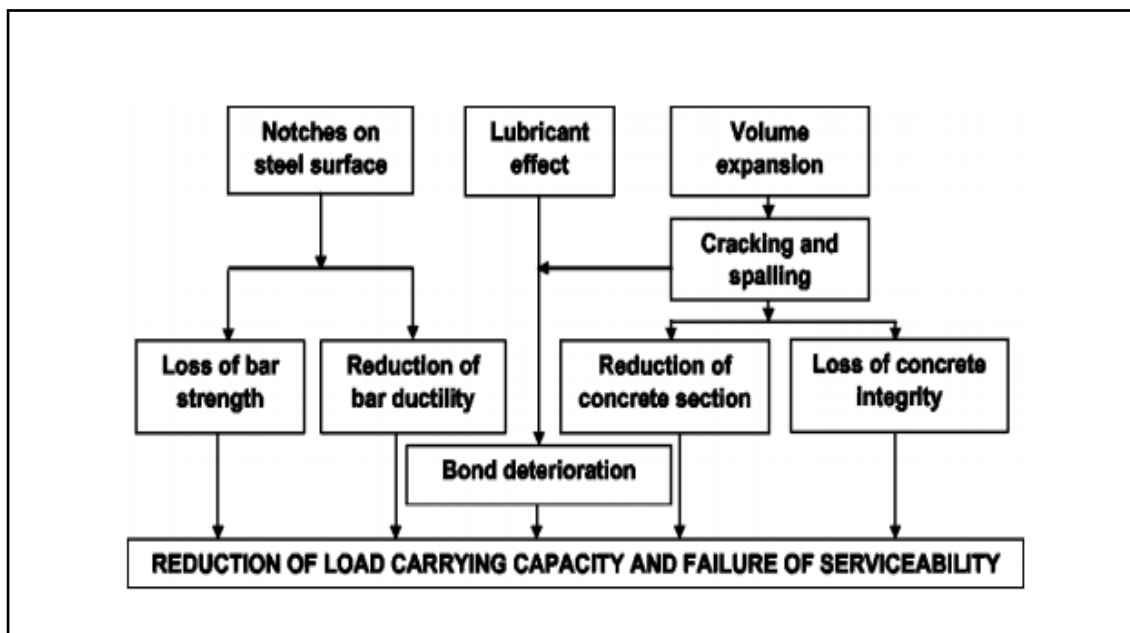 Notches on
steel surface
Lubricant
effect
Volume
expansion
Cracking and
spalling
Loss of bar
strength
Reduction of
bar ductility
Reduction of
concrete section
Loss of concrete
integrity
Bond deterioration
REDUCTION OF LOAD CARRYING CAPACITY AND FAILURE OF SERVICEABILITY